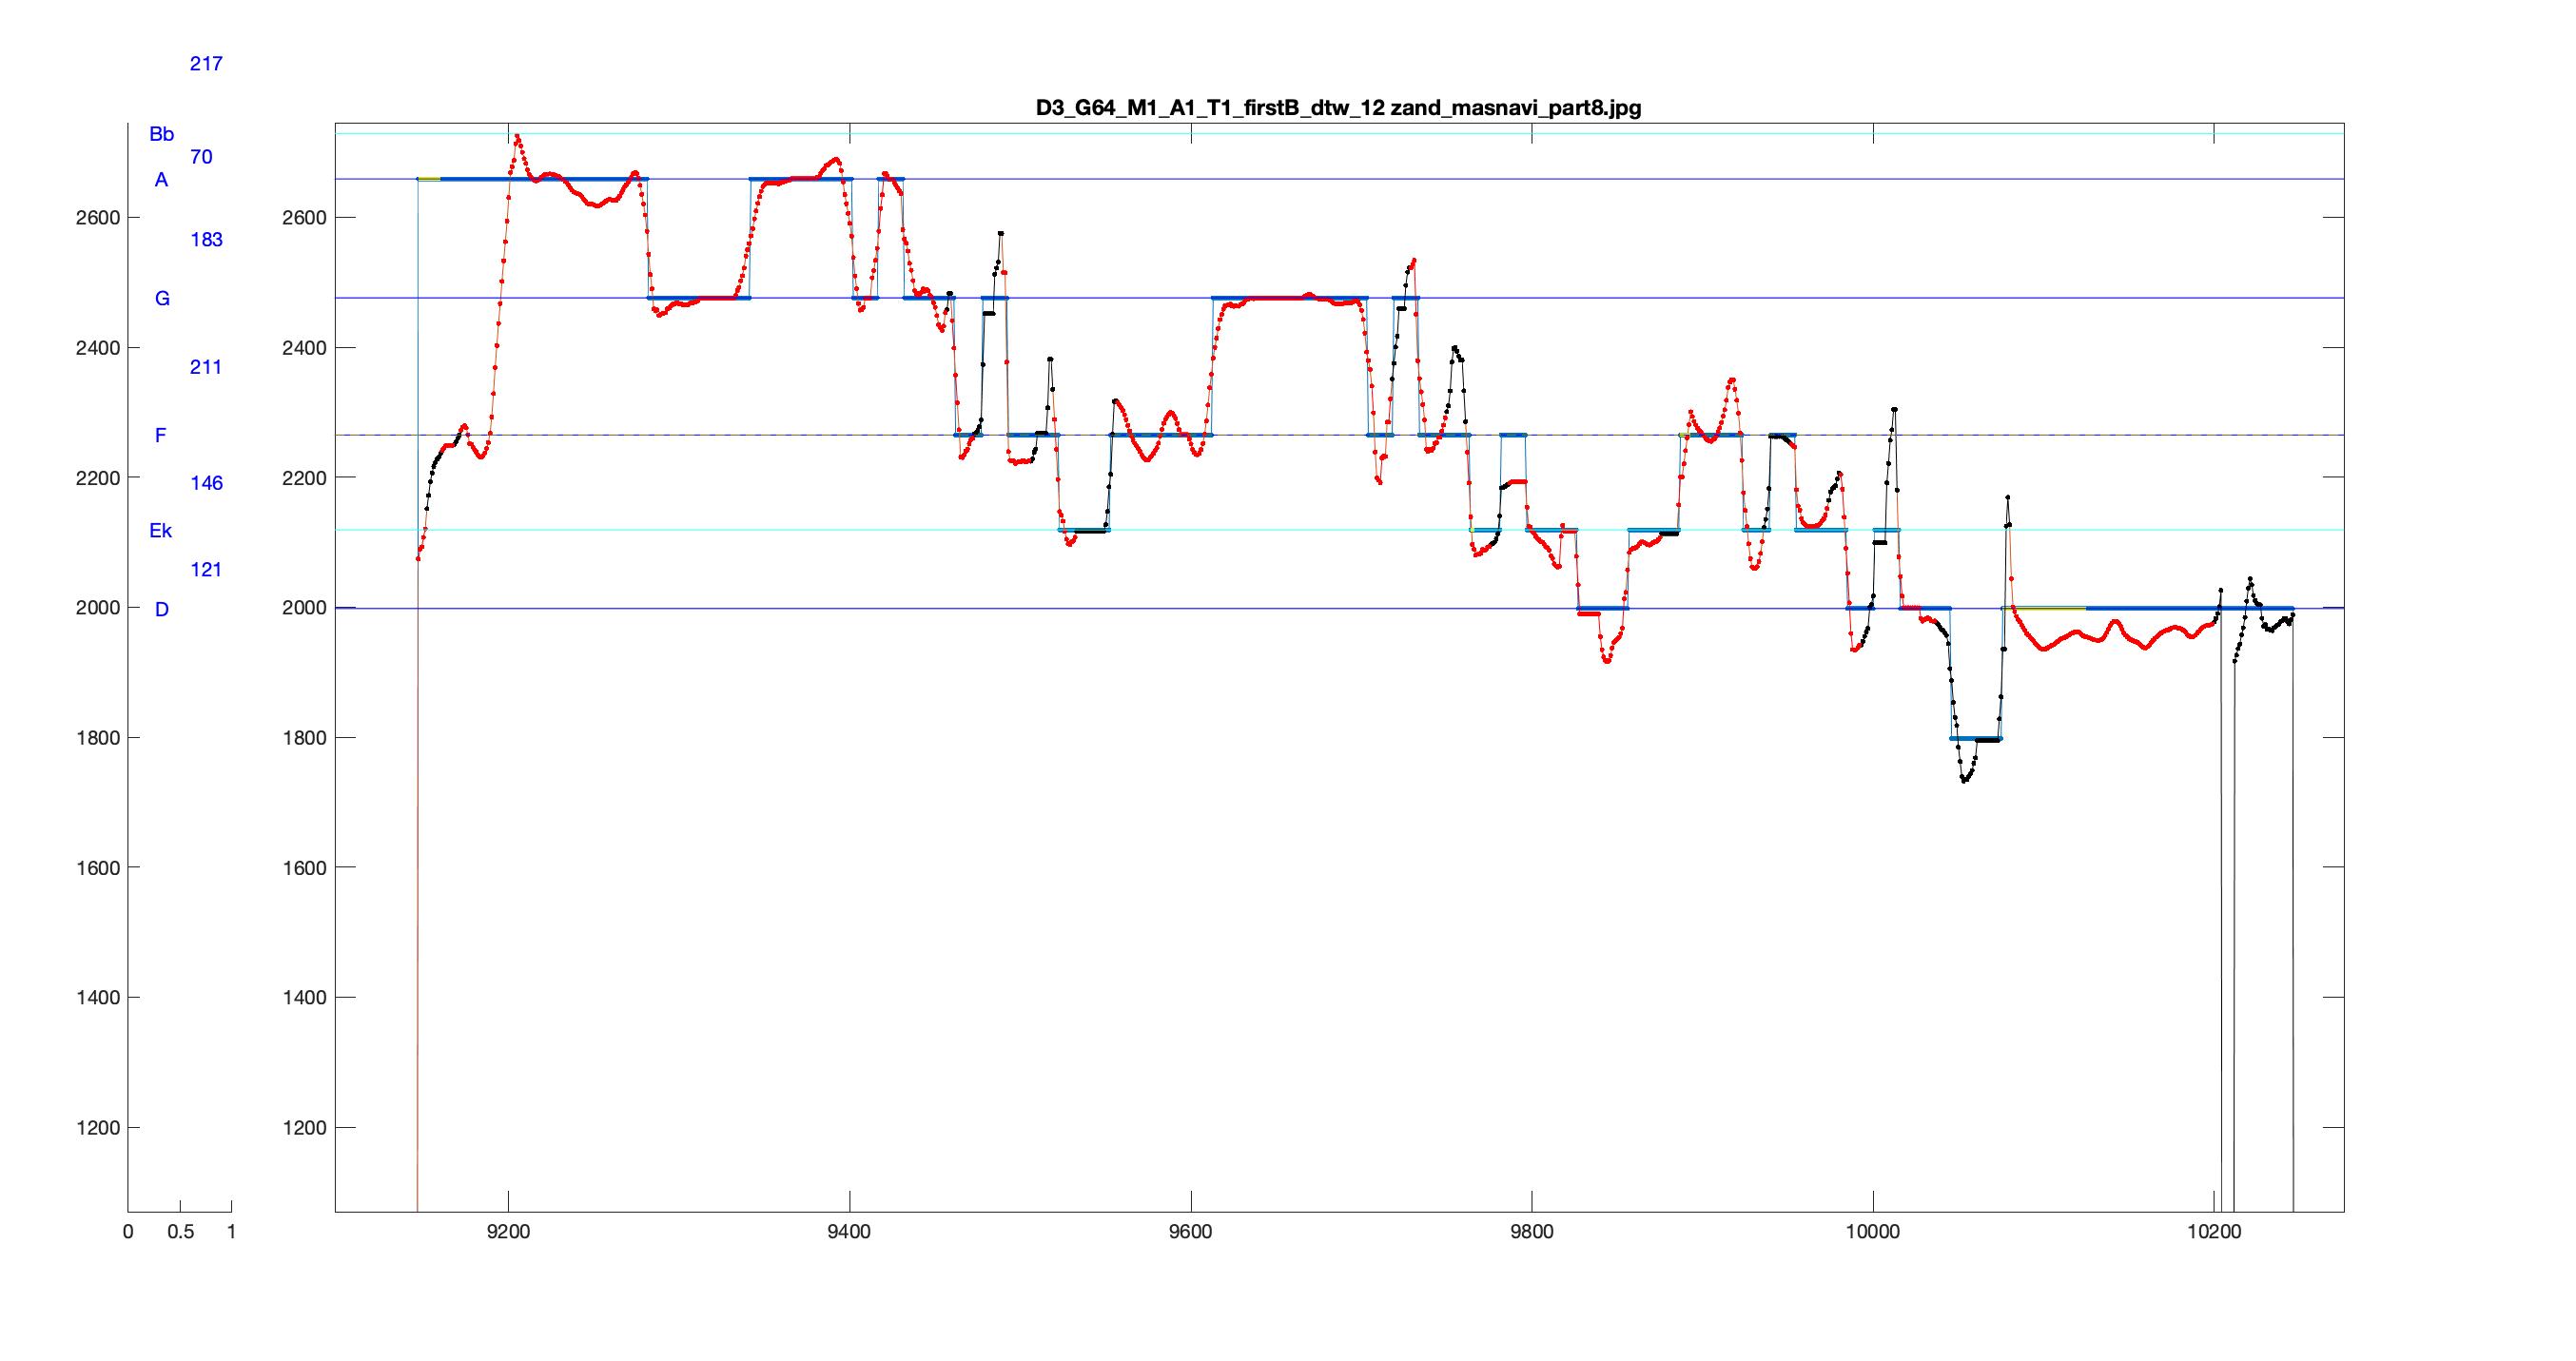 217
D3_G64_M1_A1_T1_firstB_dtw_12 zand_masnavi_part8.jpg
Bb
70
A
183
2600 2600
G
2400 2400
211
F
2200 2200
146
Ek
121
2000 D 2000
1800 1800
1600 1600
1400 1400
1200 1200
0 0.5 1 9200 9400 9600 9800 10000 10200